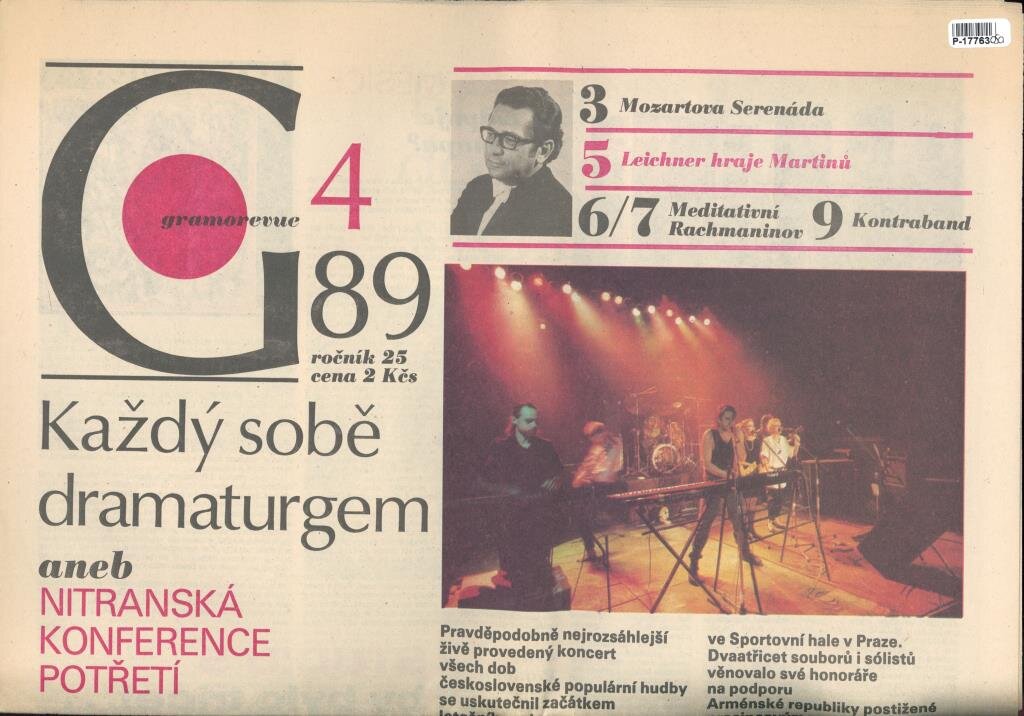 P-17763
gramorevue
4
89
ročník 25
cena 2 Kčs
3 Mozartova Serenáda
5 Leichner hraje Martinů
6/7 Meditativní
Rachmaninov
9 Kontraband
Každý sobě
dramaturgem
aneb
NITRANSKÁ
KONFERENCE
POTŘETÍ
Pravděpodobně nejrozsáhlejší
živě provedený koncert
všech dob
československé populární hudby
se uskutečnil začátkem
ve Sportovní hale v Praze.
Dvaatřicet souborů i sólistů
věnovalo své honoráře
na podporu
Arménské republiky postižené